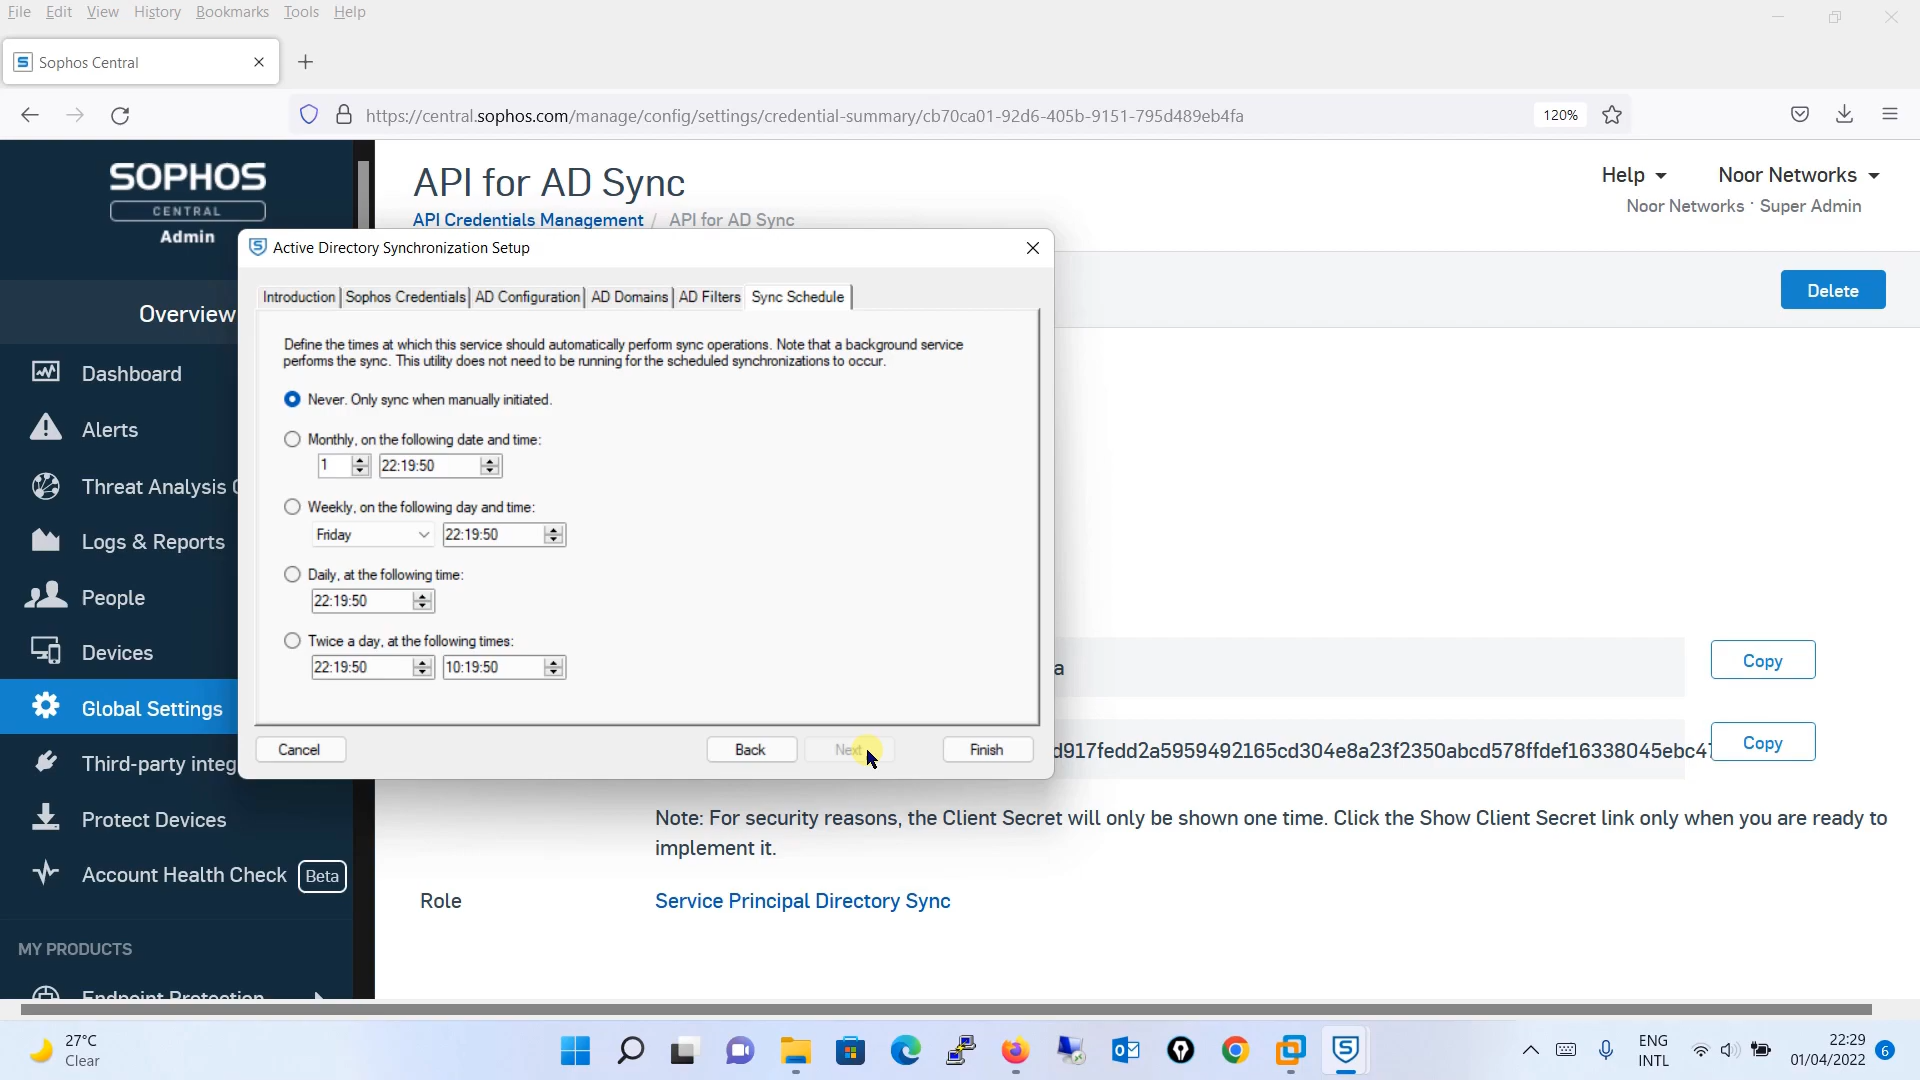 File Edit View History Bookmarks Tools Help
Sophos Central
https://central.sophos.com/manage/config/settings/credential-summary/cb70ca01-92d6-405b-9151-795d489eb4fa
120%
SOPHOS
CENTRAL
Admin
API for AD Sync
API Credentials Management / API for AD Sync
Help
Noor Networks
Noor Networks · Super Admin
Delete
Overview
Dashboard
Alerts
Threat Analysis
Logs & Reports
People
Devices
Global Settings
Third-party integ
Protect Devices
Account Health Check Beta
MY PRODUCTS
Endpoint Protection
Active Directory Synchronization Setup
Introduction Sophos Credentials AD Configuration AD Domains AD Filters Sync Schedule
Define the times at which this service should automatically perform sync operations. Note that a background service
performs the sync. This utility does not need to be running for the scheduled synchronizations to occur.
Never. Only sync when manually initiated.
Monthly, on the following date and time:
1 22:19:50
Weekly, on the following day and time:
Friday 22:19:50
Daily, at the following time:
22:19:50
Twice a day, at the following times:
22:19:50 10:19:50
Cancel Back Next Finish
a
Copy
d917fedd2a5959492165cd304e8a23f2350abcd578ffdef16338045ebc4
Copy
Note: For security reasons, the Client Secret will only be shown one time. Click the Show Client Secret link only when you are ready to
implement it.
Role
Service Principal Directory Sync
27°C
Clear
ENG
INTL
22:29
01/04/2022
6